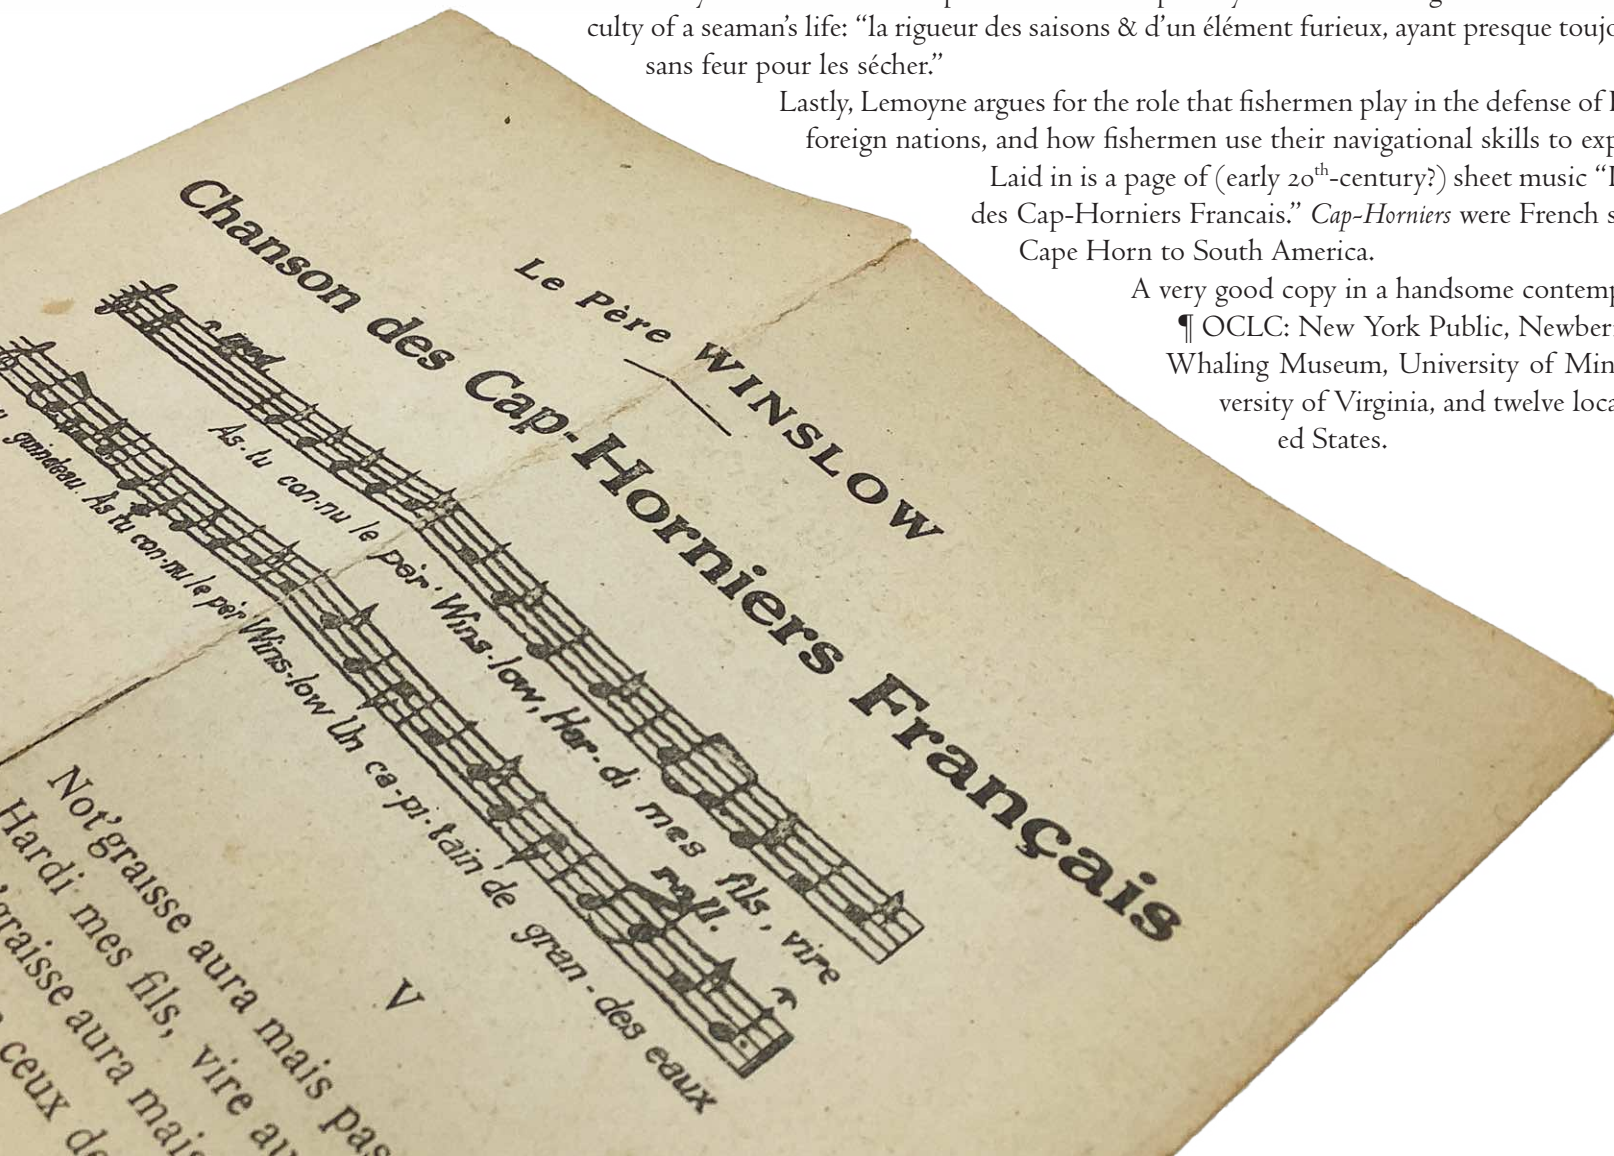 culty of a seaman’s life: “la rigueur des saisons & d’un élément furieux, ayant presque toujo
sans feur pour les sécher.”
Lastly, Lemoyne argues for the role that fishermen play in the defense of
foreign nations, and how fishermen use their navigational skills to exp
Laid in is a page of (early 20th-century?) sheet music “
des Cap-Horniers Francais.” Cap-Horniers were French s
Cape Horn to South America.
A very good copy in a handsome contemp
¶ OCLC: New York Public, Newber
Whaling Museum, University of Min
versity of Virginia, and twelve loca
ed States.
Le Père WINSLOW
Chanson des Cap-Horniers Français
As-tu con-nu le pèr' Wins-low, Har-di mes fils, vire
rall.
guindeau. As tu con-nu le pèr' Wins-low Un ca-pi-tain' de gran-des eaux
V
Not'graisse aura mais pas
Hardi mes fils, vire au
graisse aura mais
ceux de